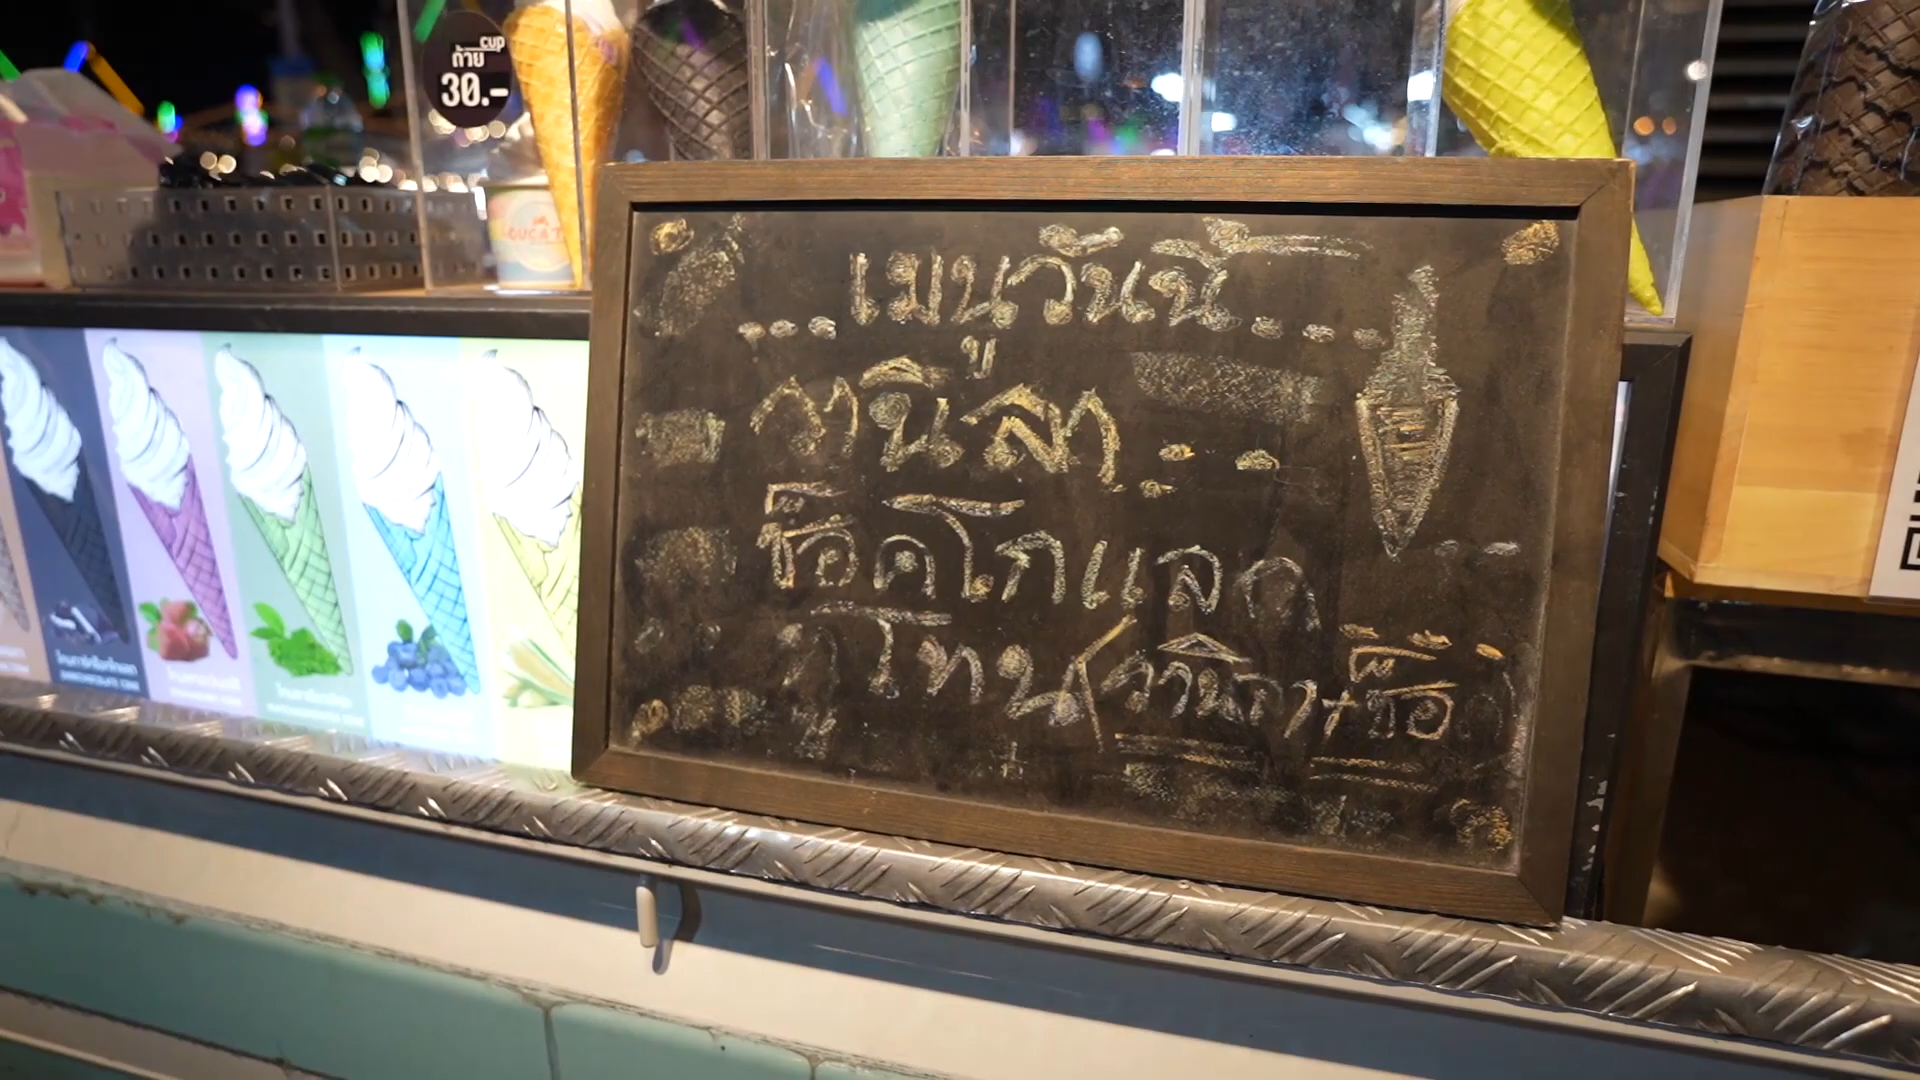 cup
ถ้วย
30.-
เมนูวันนี้
วานิลา
ช็อคโกแลต
ทูโทน (วานิลา + ช็อ